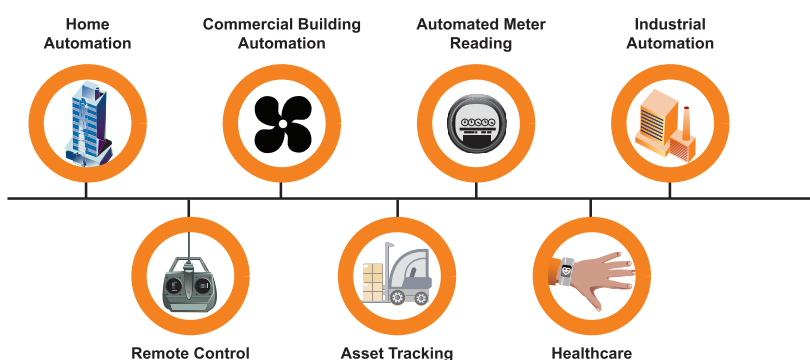 Home
Automation
Commercial Building
Automation
Automated Meter
Reading
Industrial
Automation
Remote Control
Asset Tracking
Healthcare